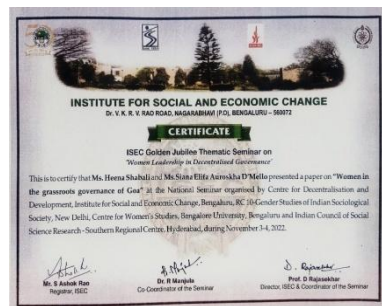 INSTITUTE FOR SOCIAL AND ECONOMIC CHANGE
Dr. V. K. R. V. RAO ROAD, NAGARABHAVI (P.O), BENGALURU – 560072
CERTIFICATE
ISEC Golden Jubilee Thematic Seminar on
'Women Leadership in Decentralised Governance'
This is to certify that Ms. Heena Shabali and Ms. Siana Elifa Auroskha D'Mello presented a paper on "Women in
the grassroots governance of Goa" at the National Seminar organised by Centre for Decentralisation and
Development, Institute for Social and Economic Change, Bengaluru, RC 10-Gender Studies of Indian Sociological
Society, New Delhi, Centre for Women's Studies, Bangalore University, Bengaluru and Indian Council of Social
Science Research -Southern Regional Centre, Hyderabad, during November 3-4, 2022.
Mr. S Ashok Rao
Registrar, ISEC
Dr. R Manjula
Co Coordinator of the Seminar
Prof. D Rajasekhar
Director, ISEC & Coordinator of the Seminar